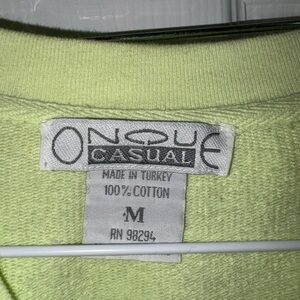 ONQUE
CASUAL
MADE IN TURKEY
100% COTTON
M
RN 98294